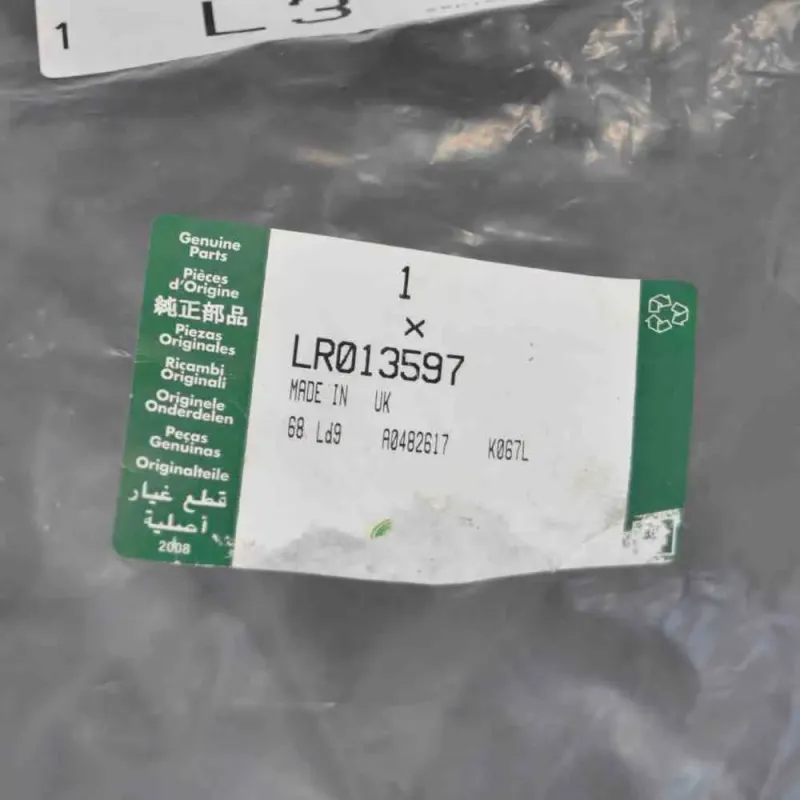 1 L3
Genuine
Parts
Pièces
d'Origine
純正部品
Piezas
Originales
Ricambi
Originali
Originele
Onderdelen
Peças
Genuinas
Originalteile
قطع غيار
أصلية
2008
1
×
LR013597
MADE IN UK
68 Ld9 A0482617 K067L